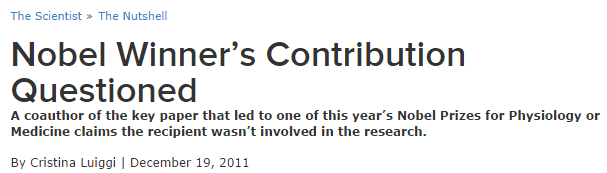 The Scientist » The Nutshell
Nobel Winner’s Contribution
Questioned
A coauthor of the key paper that led to one of this year’s Nobel Prizes for Physiology or
Medicine claims the recipient wasn’t involved in the research.
By Cristina Luiggi | December 19, 2011